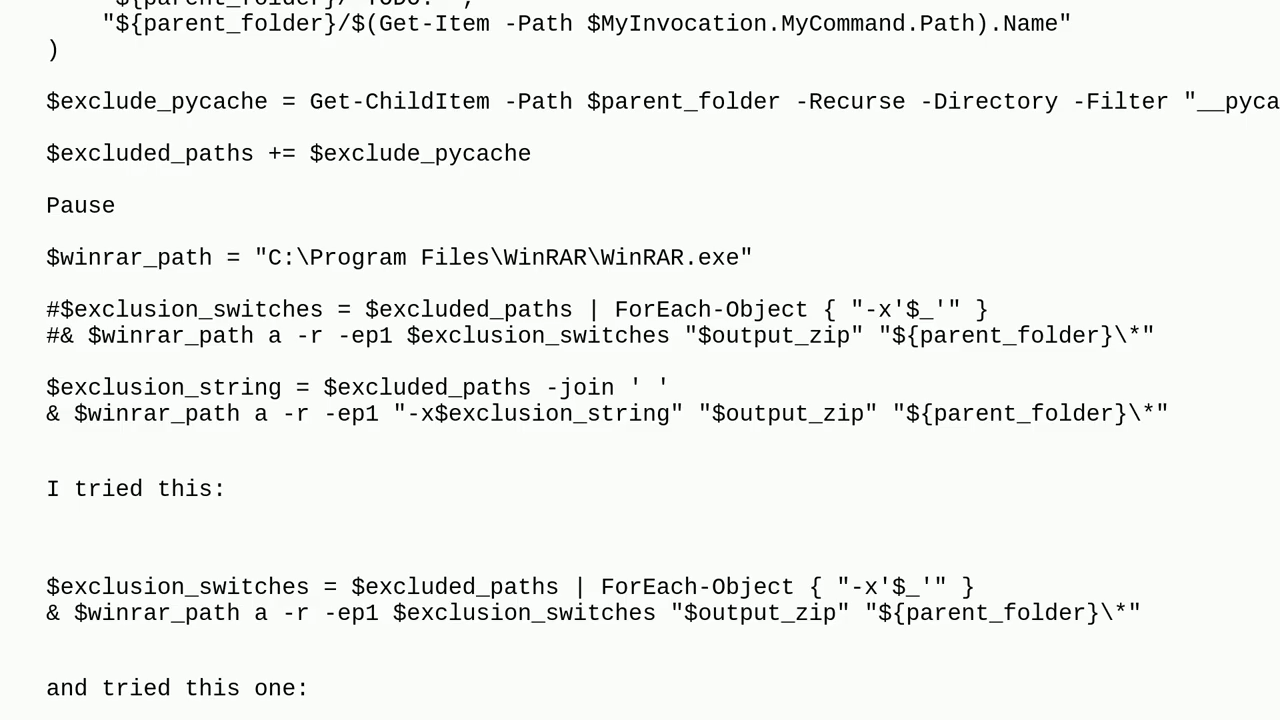 "${parent_folder}/*TODO.*",
"${parent_folder}/$(Get-Item -Path $MyInvocation.MyCommand.Path).Name"
)
$exclude_pycache = Get-ChildItem -Path $parent_folder -Recurse -Directory -Filter "__pyca
$excluded_paths += $exclude_pycache
Pause
$winrar_path = "C:\Program Files\WinRAR\WinRAR.exe"
#$exclusion_switches = $excluded_paths | ForEach-Object { "-x'$_'" }
#& $winrar_path a -r -ep1 $exclusion_switches "$output_zip" "${parent_folder}\*"
$exclusion_string = $excluded_paths -join ' '
& $winrar_path a -r -ep1 "-x$exclusion_string" "$output_zip" "${parent_folder}\*"
I tried this:
$exclusion_switches = $excluded_paths | ForEach-Object { "-x'$_'" }
& $winrar_path a -r -ep1 $exclusion_switches "$output_zip" "${parent_folder}\*"
and tried this one: